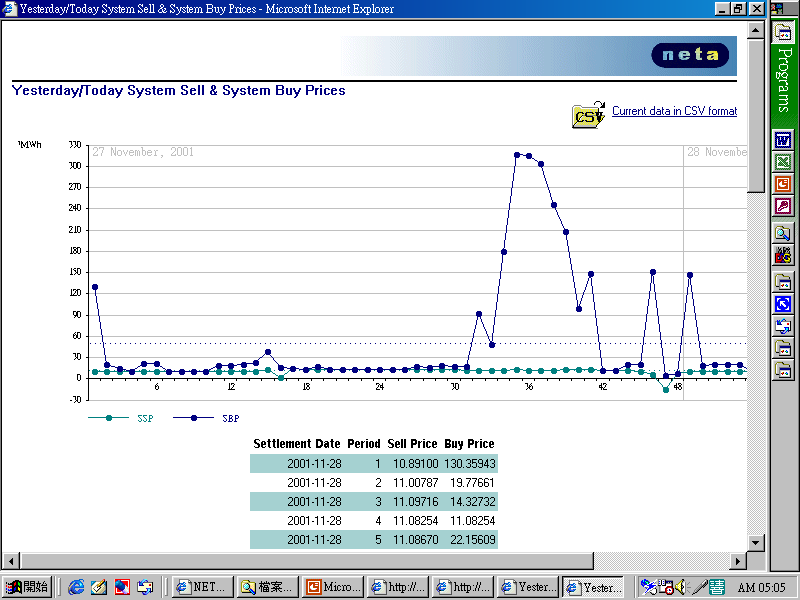 Yesterday/Today System Sell & System Buy Prices - Microsoft Internet Explorer
neta
Yesterday/Today System Sell & System Buy Prices
CSV
Current data in CSV format
Programs
MWh
330
300
270
240
210
180
150
120
90
60
30
0
-30
27 November, 2001
28 Novembe
6
12
18
24
30
36
42
48
SSP
SBP
Settlement Date Period Sell Price Buy Price
2001-11-28 1 10.89100 130.35943
2001-11-28 2 11.00787 19.77661
2001-11-28 3 11.09716 14.32732
2001-11-28 4 11.08254 11.08254
2001-11-28 5 11.08670 22.15609
開始
NET...
檔案...
Micro...
http:/...
http:/...
Yester...
Yester...
AM 05:05